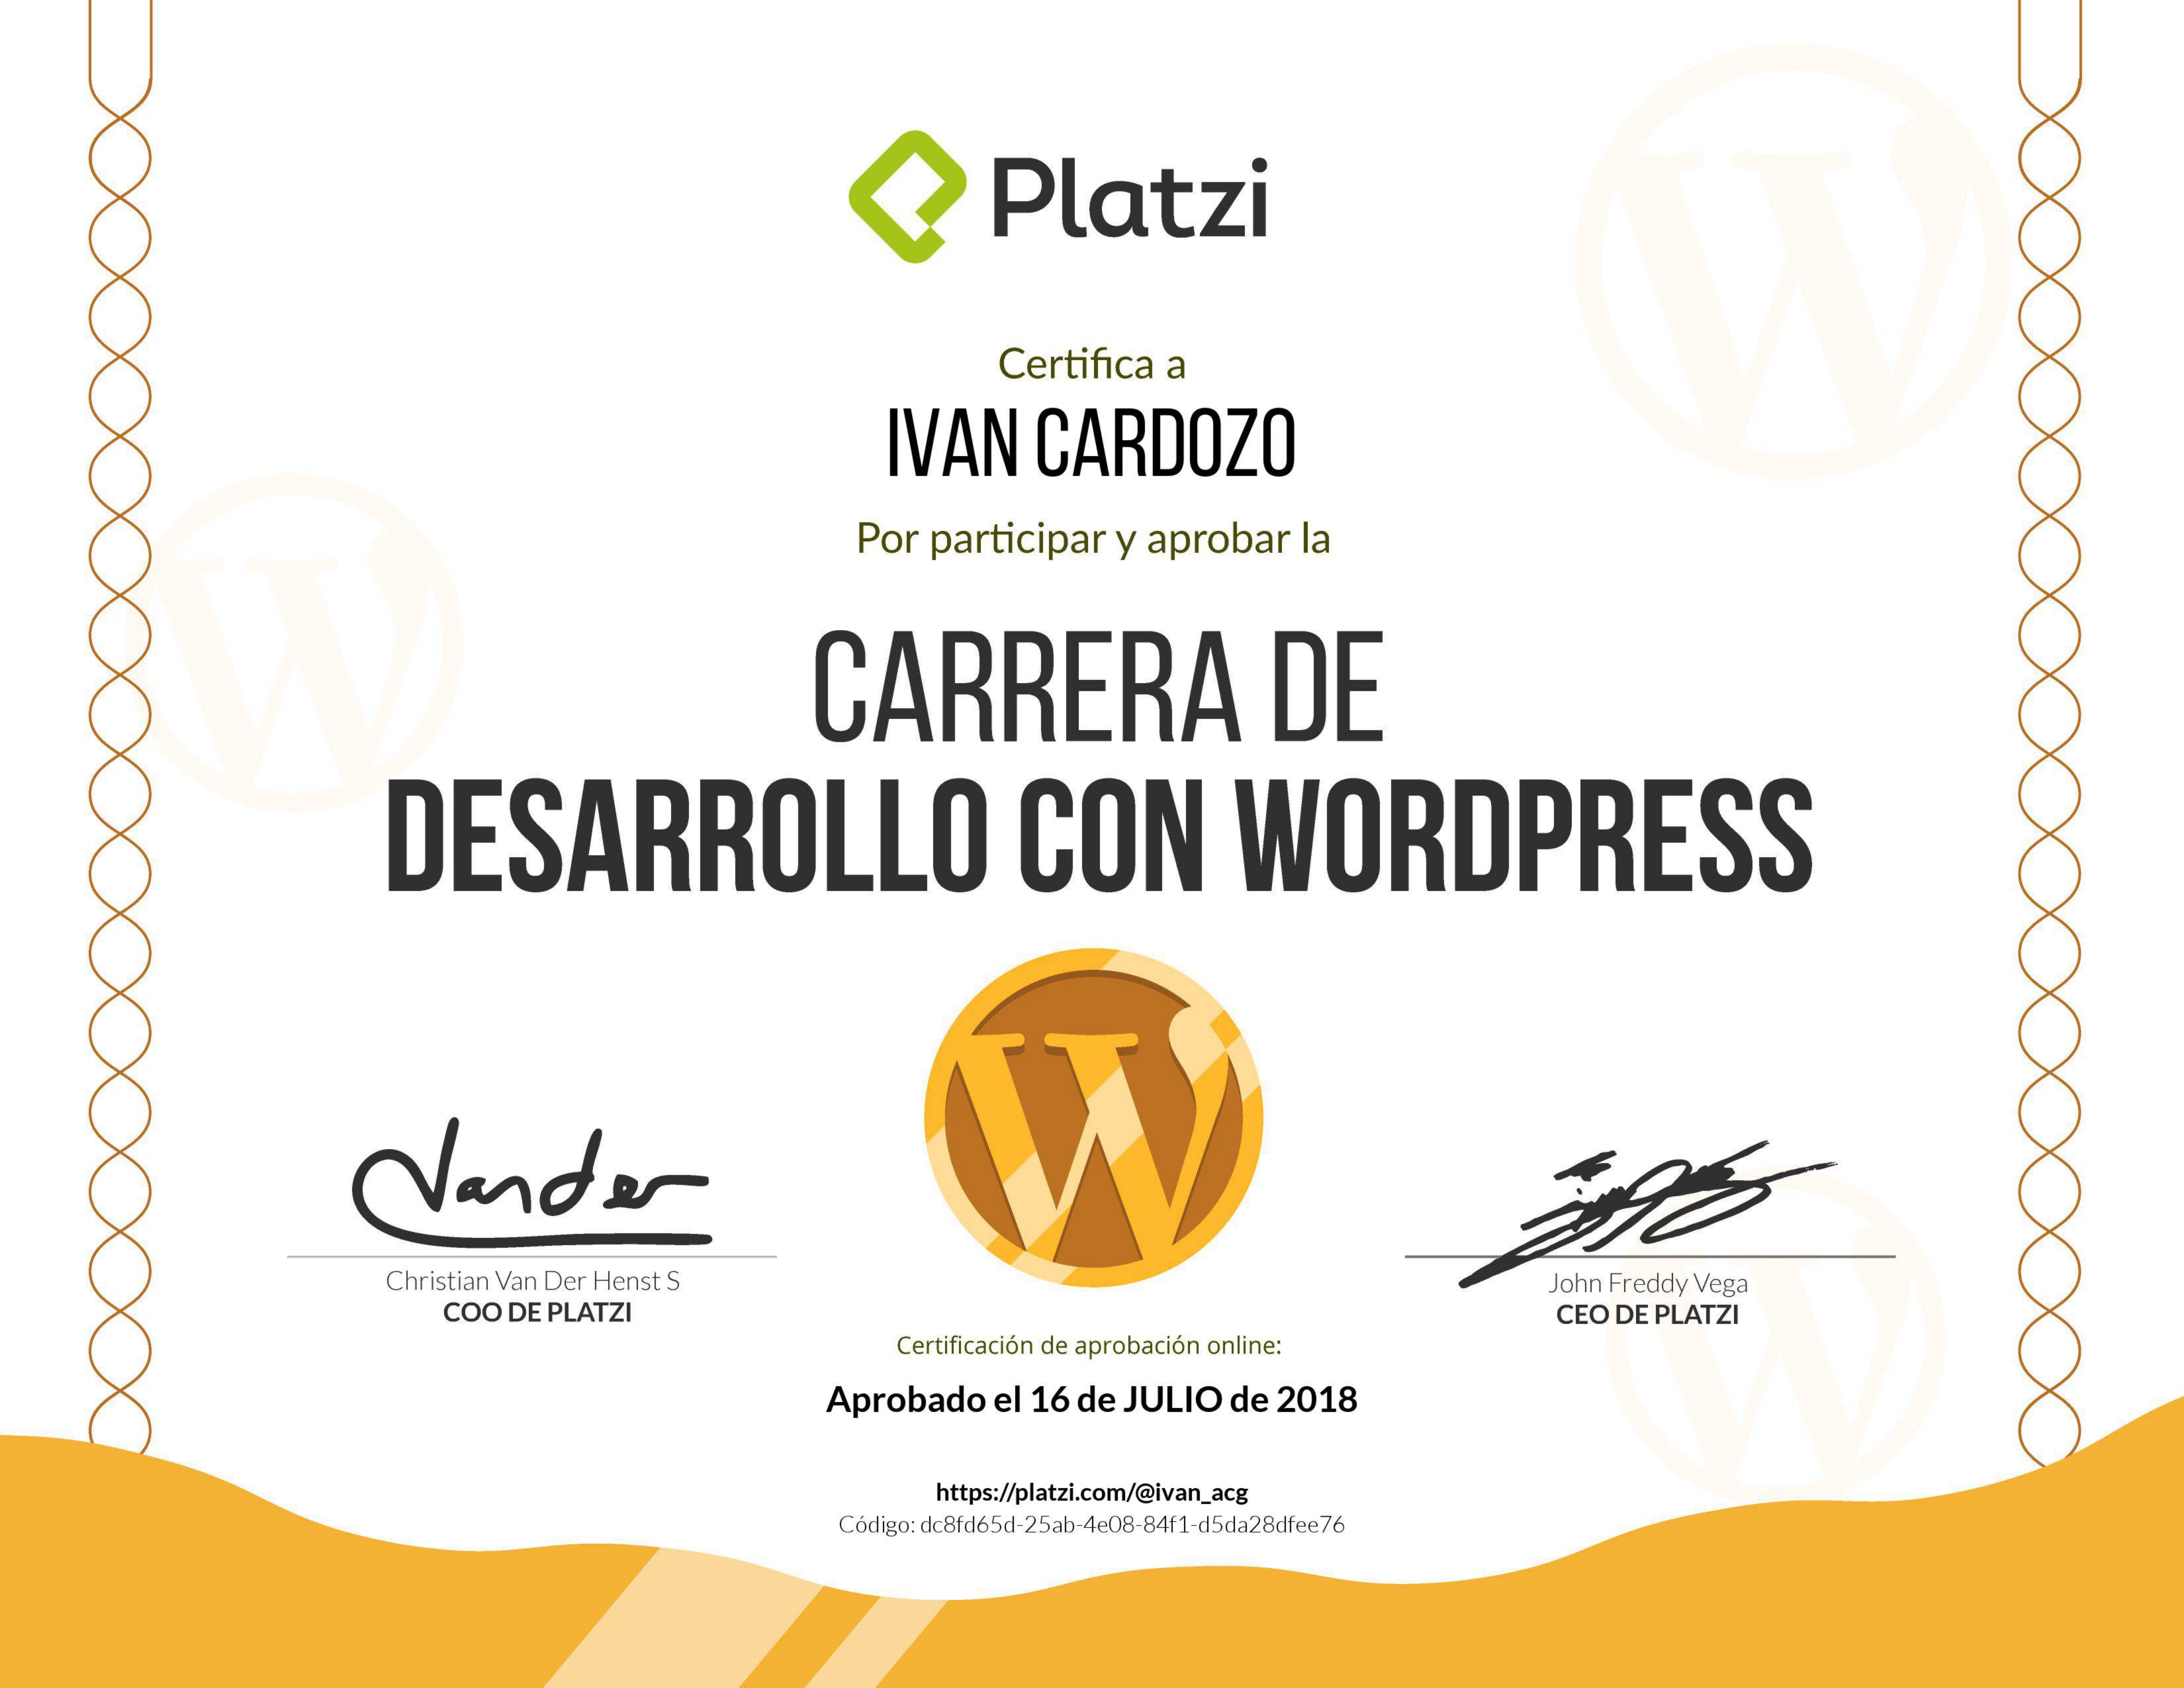 Platzi
Certifica a
IVAN CARDOZO
Por participar y aprobar la
CARRERA DE
DESARROLLO CON WORDPRESS
Vander
Christian Van Der Henst S
COO DE PLATZI
John Freddy Vega
CEO DE PLATZI
Certificación de aprobación online:
Aprobado el 16 de JULIO de 2018
https://platzi.com/@ivan_acg
Código: dc8fd65d-25ab-4e08-84f1-d5da28dfee76